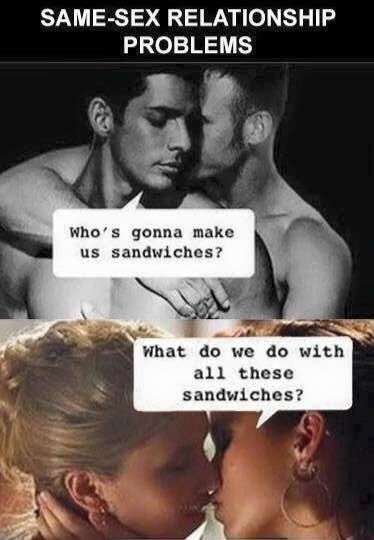 SAME-SEX RELATIONSHIP
PROBLEMS
Who's gonna make
us sandwiches?
What do we do with
all these
sandwiches?